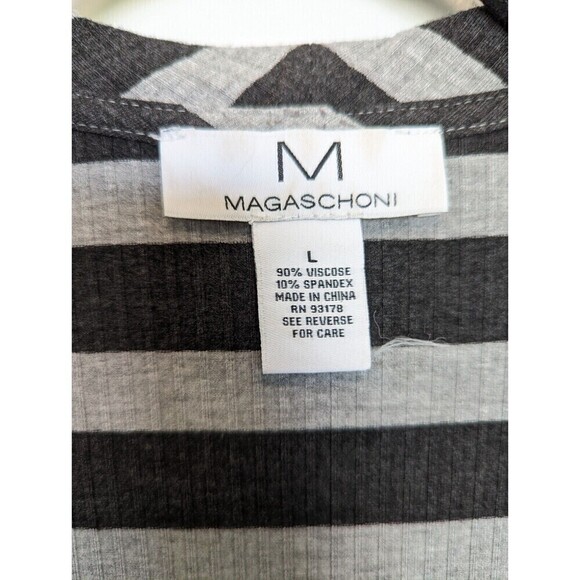 M
MAGASCHONI
L
90% VISCOSE
10% SPANDEX
MADE IN CHINA
RN 93178
SEE REVERSE
FOR CARE